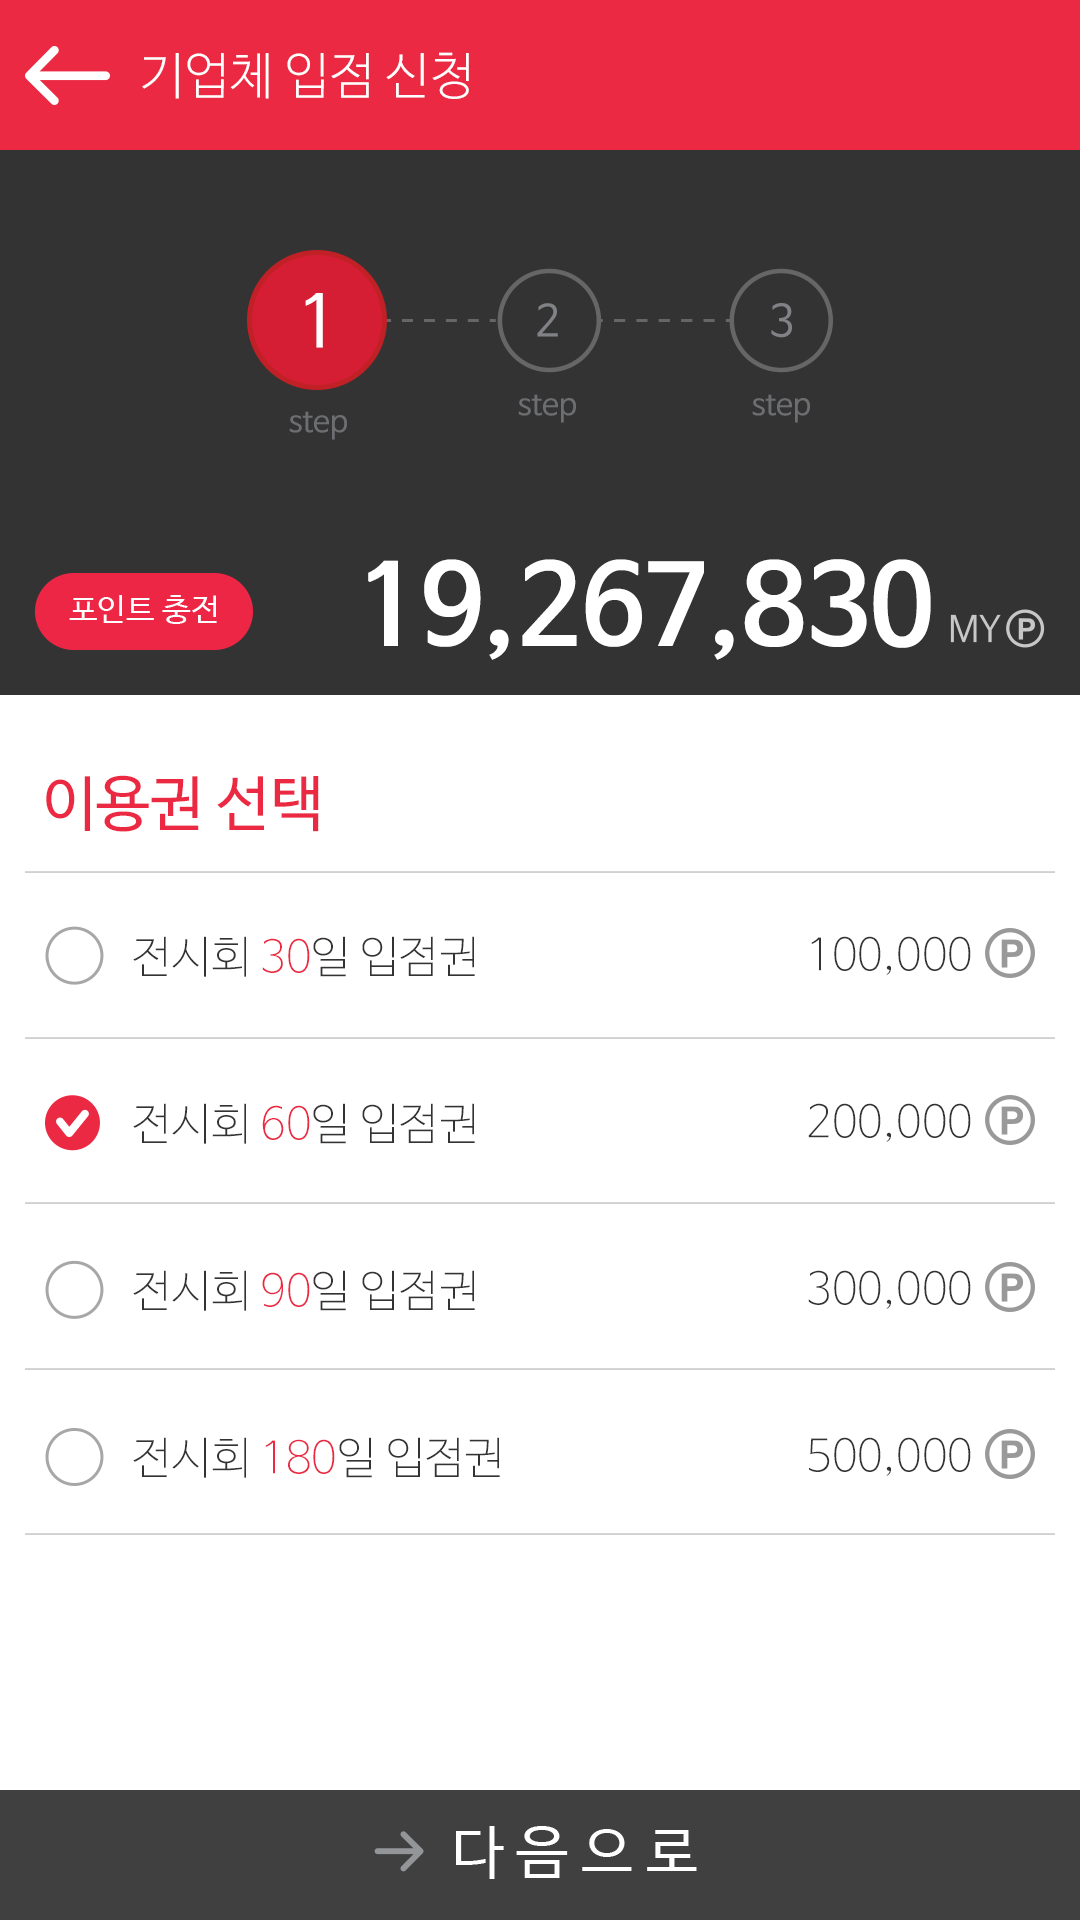 기업체 입점 신청
1 2 3
step step step
포인트 충전 19,267,830 MY Ⓟ
이용권 선택
전시회 30일 입점권 100,000 Ⓟ
전시회 60일 입점권 200,000 Ⓟ
전시회 90일 입점권 300,000 Ⓟ
전시회 180일 입점권 500,000 Ⓟ
다음으로